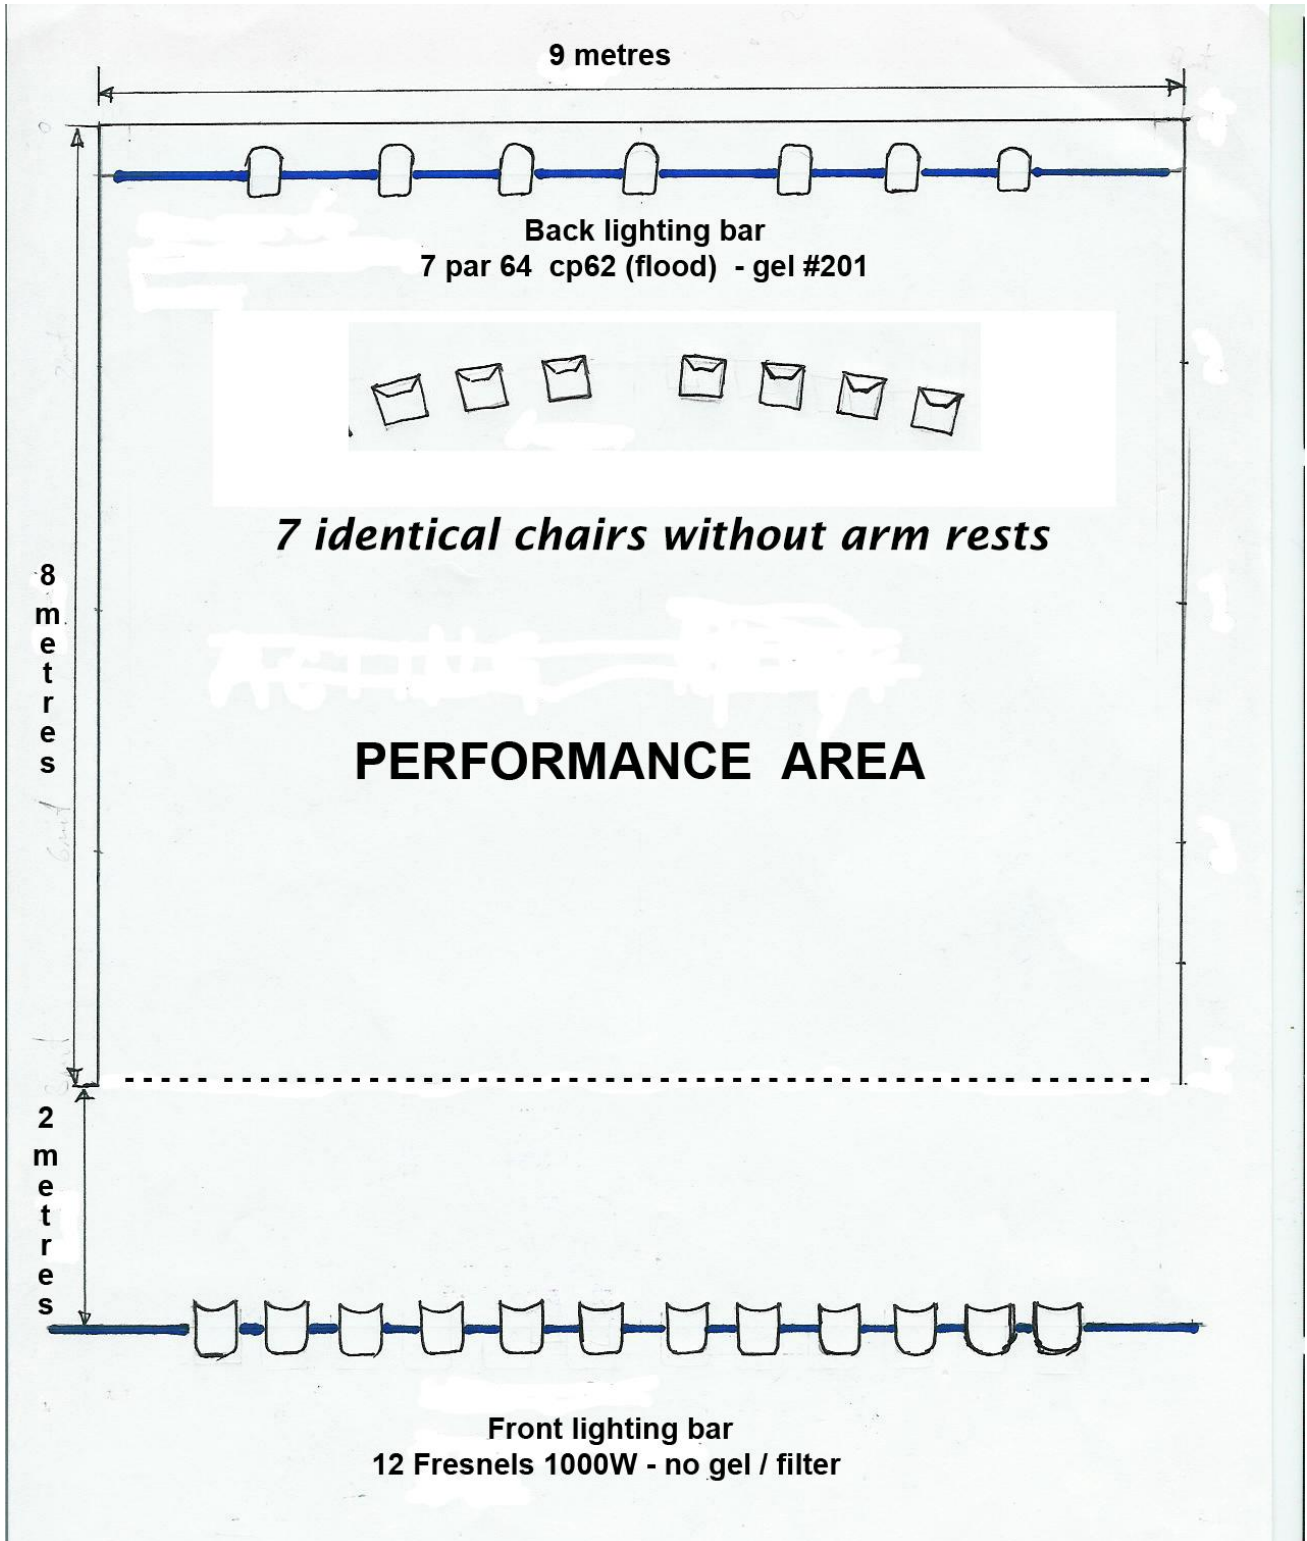 9 metres
Back lighting bar
7 par 64 cp62 (flood) - gel #201
7 identical chairs without arm rests
8 metres
PERFORMANCE AREA
2 metres
Front lighting bar
12 Fresnels 1000W - no gel / filter